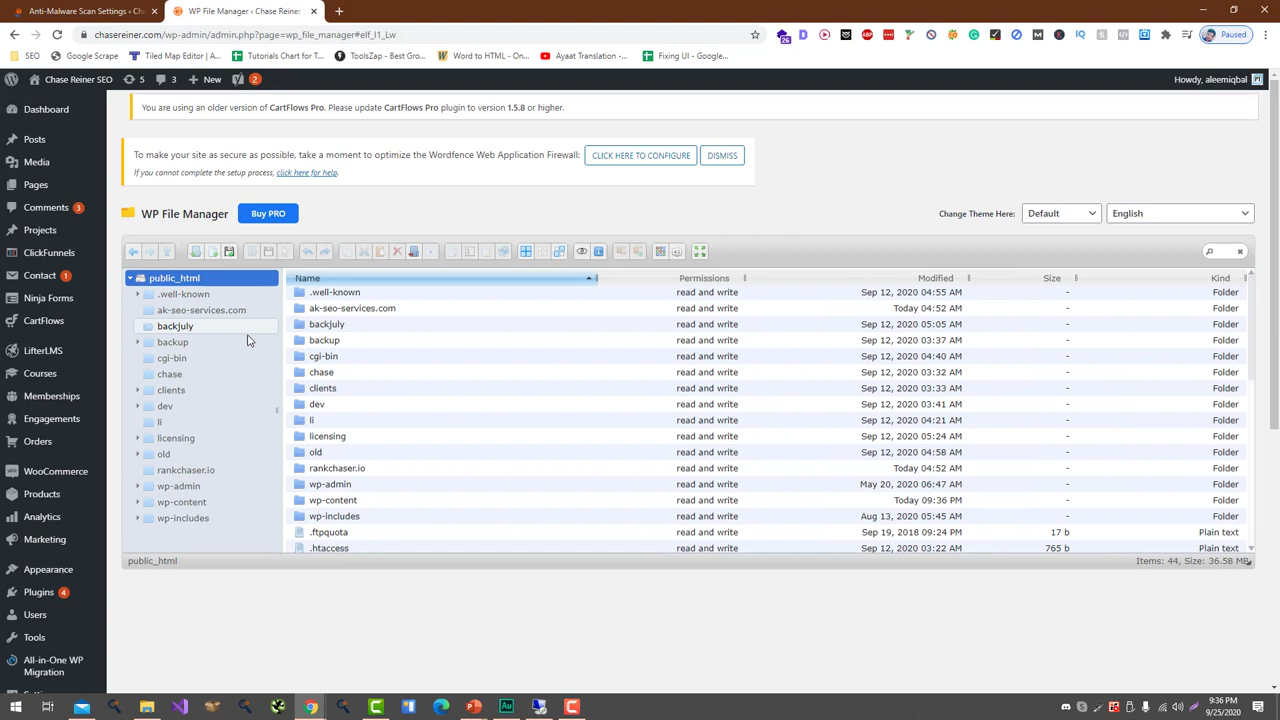 Anti-Malware Scan Settings ‹ Ch
WP File Manager ‹ Chase Reiner S
chasereiner.com/wp-admin/admin.php?page=wp_file_manager#elf_l1_Lw
Paused
SEO
Google Scrape
Tiled Map Editor | A...
Tutorials Chart for T...
ToolsZap - Best Gro...
Word to HTML - On...
Ayaat Translation -...
Fixing UI - Google...
Chase Reiner SEO
5
3
New
2
Howdy, aleemiqbal
Dashboard
Posts
Media
Pages
Comments 3
Projects
ClickFunnels
Contact 1
Ninja Forms
CartFlows
LifterLMS
Courses
Memberships
Engagements
Orders
WooCommerce
Products
Analytics
Marketing
Appearance
Plugins 4
Users
Tools
All-in-One WP
Migration
You are using an older version of CartFlows Pro. Please update CartFlows Pro plugin to version 1.5.8 or higher.
To make your site as secure as possible, take a moment to optimize the Wordfence Web Application Firewall: CLICK HERE TO CONFIGURE DISMISS
If you cannot complete the setup process, click here for help.
WP File Manager Buy PRO
Change Theme Here: Default English
public_html
.well-known
ak-seo-services.com
backjuly
backup
cgi-bin
chase
clients
dev
li
licensing
old
rankchaser.io
wp-admin
wp-content
wp-includes
Name Permissions Modified Size Kind
.well-known read and write Sep 12, 2020 04:55 AM - Folder
ak-seo-services.com read and write Today 04:52 AM - Folder
backjuly read and write Sep 12, 2020 05:05 AM - Folder
backup read and write Sep 12, 2020 03:37 AM - Folder
cgi-bin read and write Sep 12, 2020 04:40 AM - Folder
chase read and write Sep 12, 2020 03:32 AM - Folder
clients read and write Sep 12, 2020 03:33 AM - Folder
dev read and write Sep 12, 2020 03:41 AM - Folder
li read and write Sep 12, 2020 04:21 AM - Folder
licensing read and write Sep 12, 2020 05:24 AM - Folder
old read and write Sep 12, 2020 04:58 AM - Folder
rankchaser.io read and write Today 04:52 AM - Folder
wp-admin read and write May 20, 2020 06:47 AM - Folder
wp-content read and write Today 09:36 PM - Folder
wp-includes read and write Aug 13, 2020 05:45 AM - Folder
.ftpquota read and write Sep 19, 2018 09:24 PM 17 b Plain text
.htaccess read and write Sep 12, 2020 03:22 AM 765 b Plain text
public_html
Items: 44, Size: 36.58 MB
9:36 PM
9/25/2020